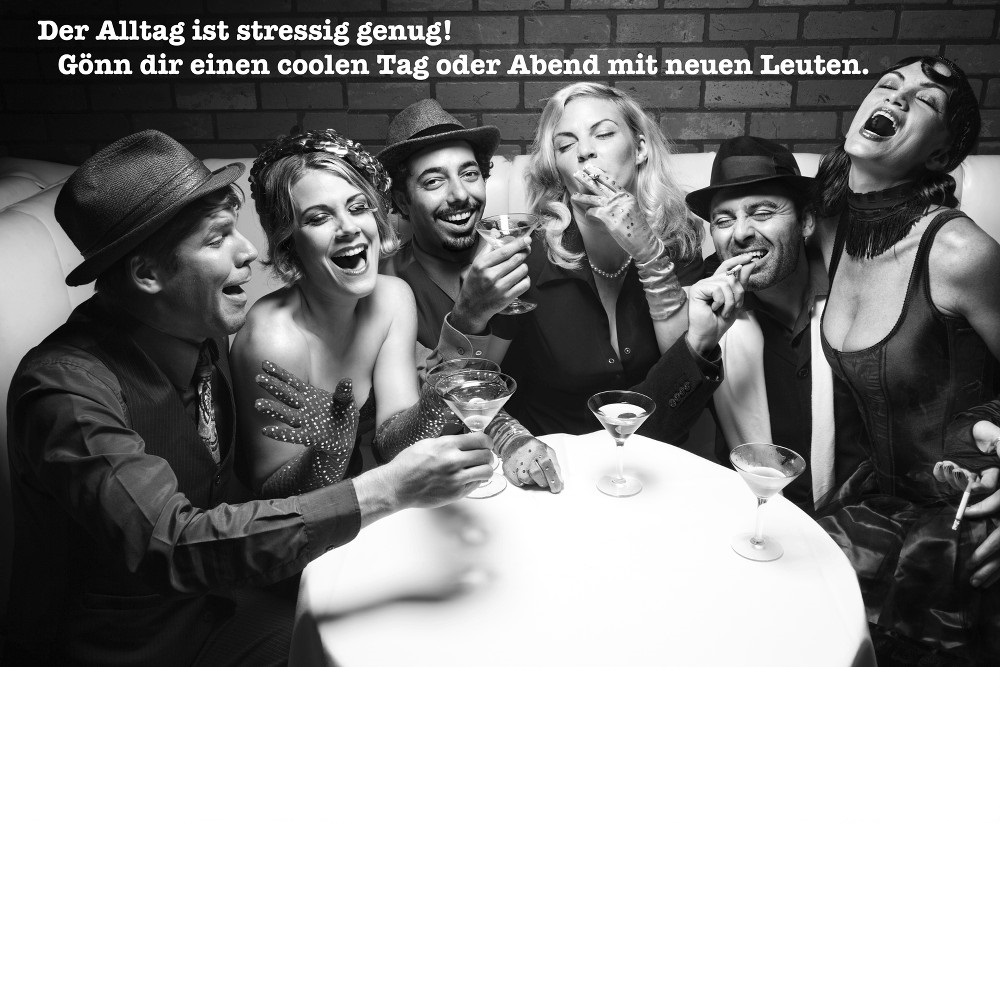 Der Alltag ist stressig genug!
Gönn dir einen coolen Tag oder Abend mit neuen Leuten.